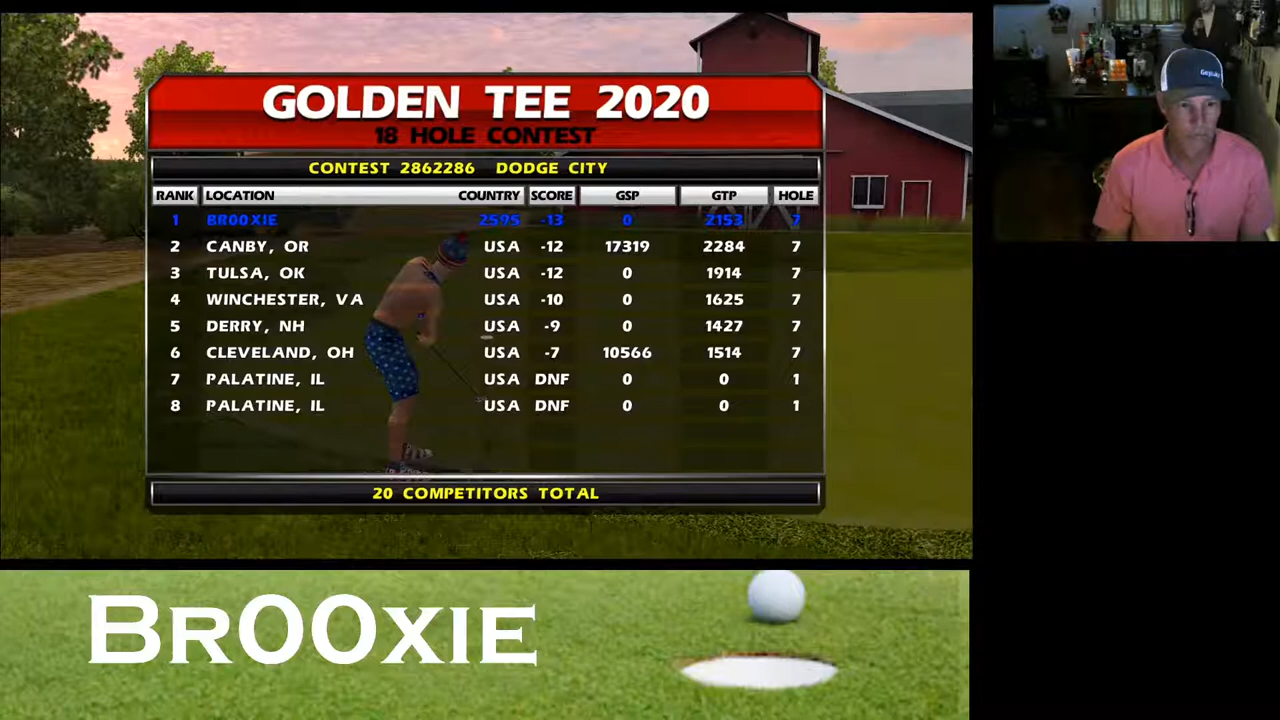 GOLDEN TEE 2020
18 HOLE CONTEST
CONTEST 2862286 DODGE CITY
RANK LOCATION COUNTRY SCORE GSP GTP HOLE
1 BR00XIE 2595 -13 0 2153 7
2 CANBY, OR USA -12 17319 2284 7
3 TULSA, OK USA -12 0 1914 7
4 WINCHESTER, VA USA -10 0 1625 7
5 DERRY, NH USA -9 0 1427 7
6 CLEVELAND, OH USA -7 10566 1514 7
7 PALATINE, IL USA DNF 0 0 1
8 PALATINE, IL USA DNF 0 0 1
20 COMPETITORS TOTAL
BR00XIE